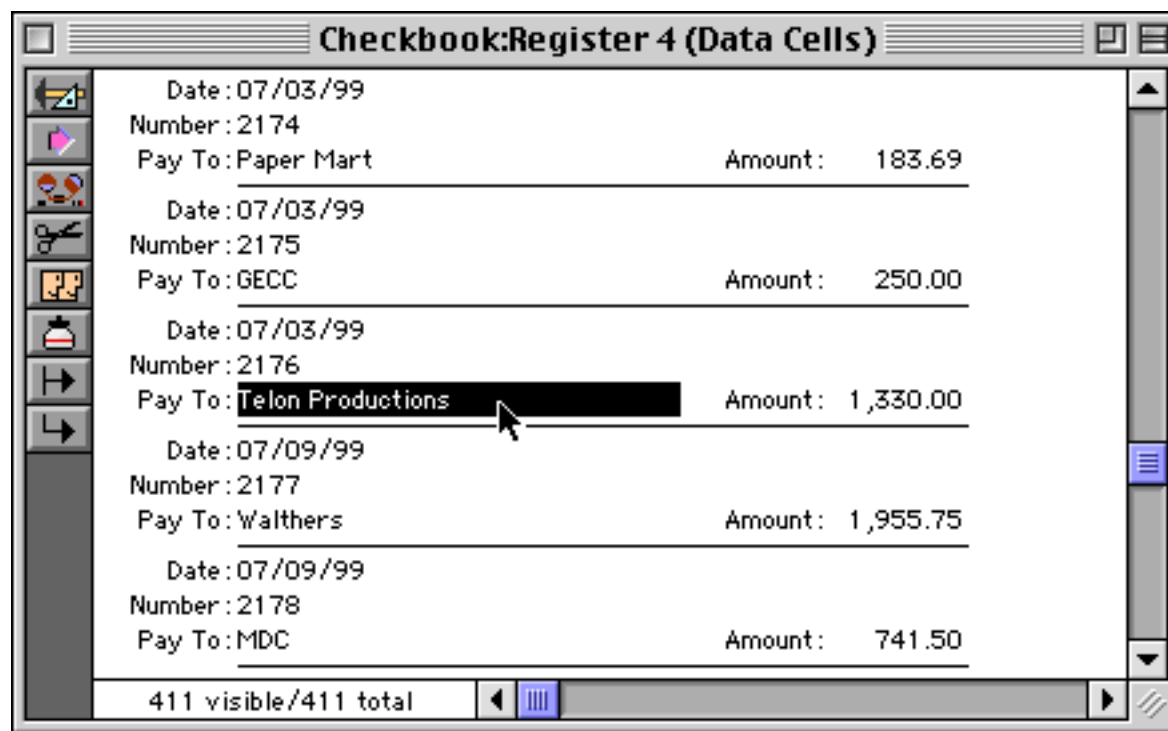 Checkbook:Register 4 (Data Cells)
Date:07/03/99
Number:2174
Pay To:Paper Mart Amount: 183.69
Date:07/03/99
Number:2175
Pay To:GECC Amount: 250.00
Date:07/03/99
Number:2176
Pay To:Telon Productions Amount: 1,330.00
Date:07/09/99
Number:2177
Pay To:Walthers Amount: 1,955.75
Date:07/09/99
Number:2178
Pay To:MDC Amount: 741.50
411 visible/411 total